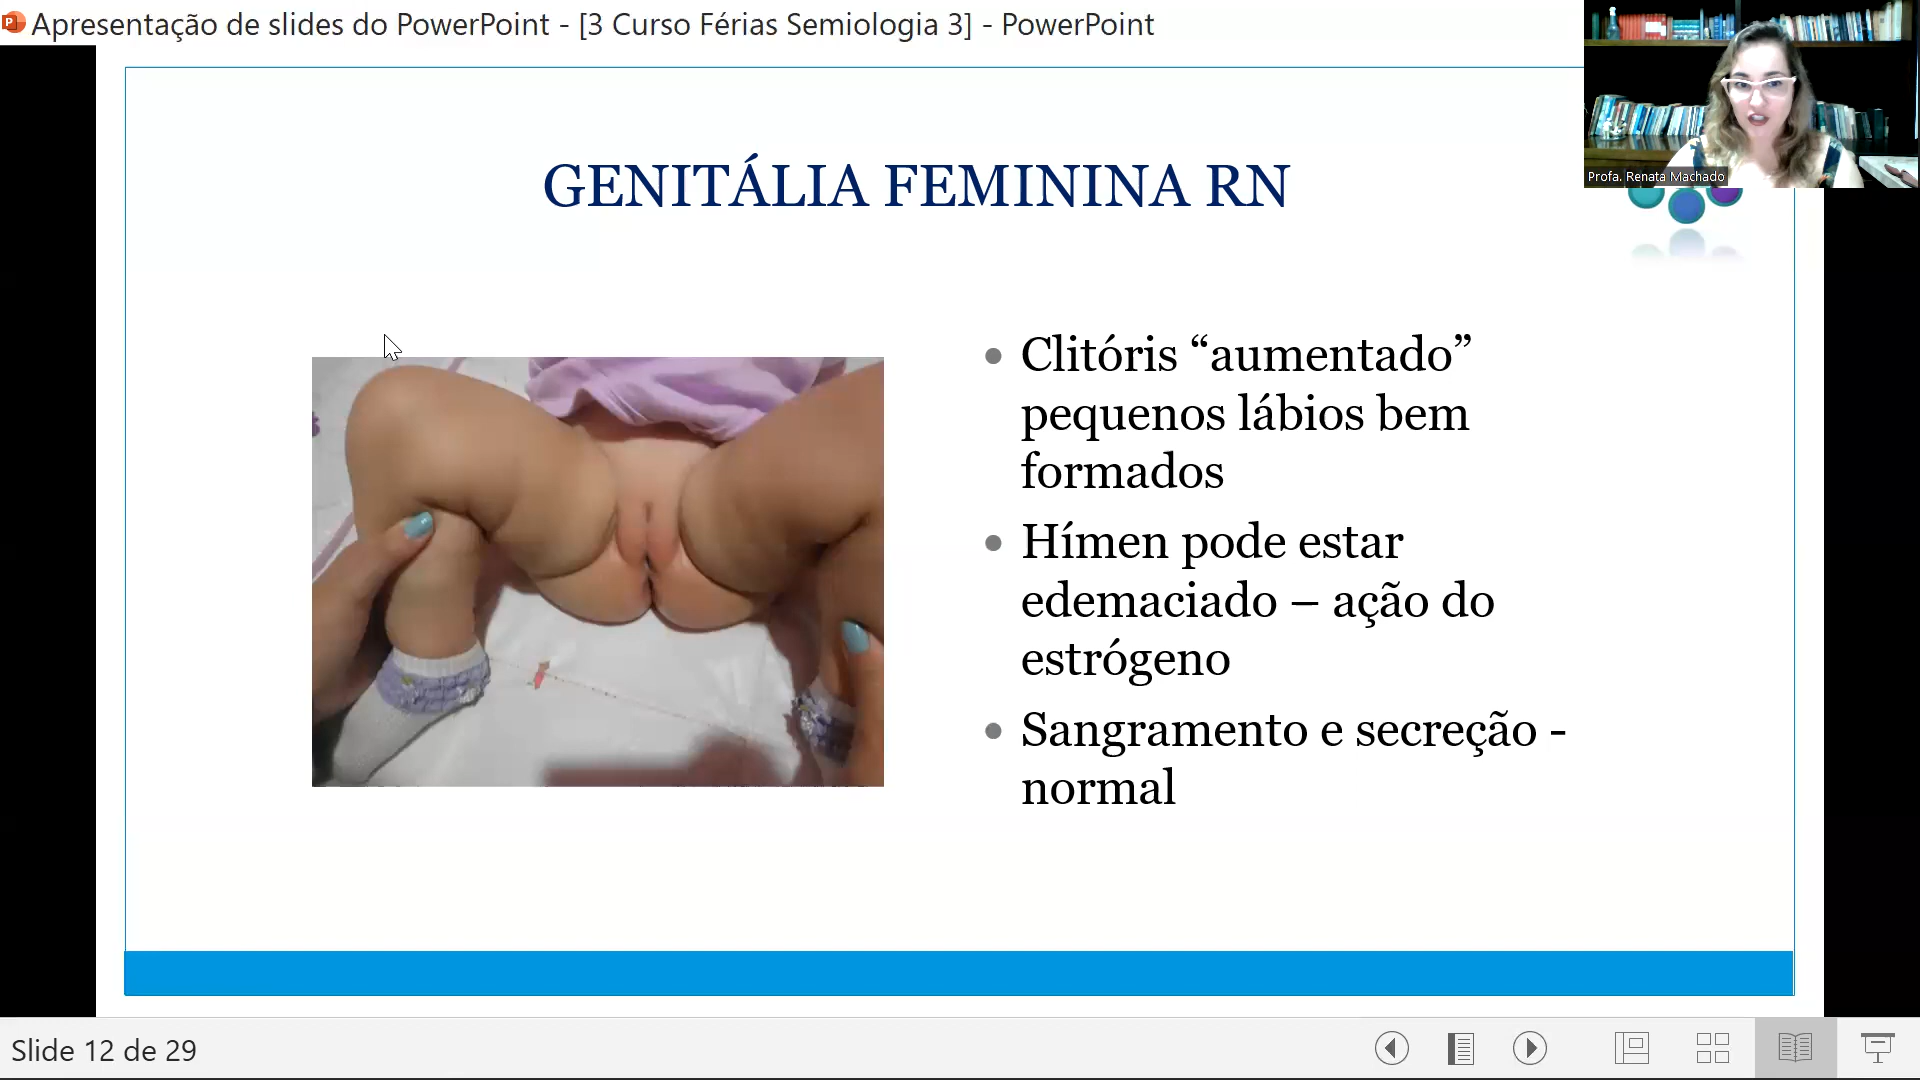 Apresentação de slides do PowerPoint - [3 Curso Férias Semiologia 3] - PowerPoint
Profa. Renata Machado
GENITÁLIA FEMININA RN
• Clitóris “aumentado”
pequenos lábios bem
formados
• Hímen pode estar
edemaciado – ação do
estrógeno
• Sangramento e secreção -
normal
Slide 12 de 29